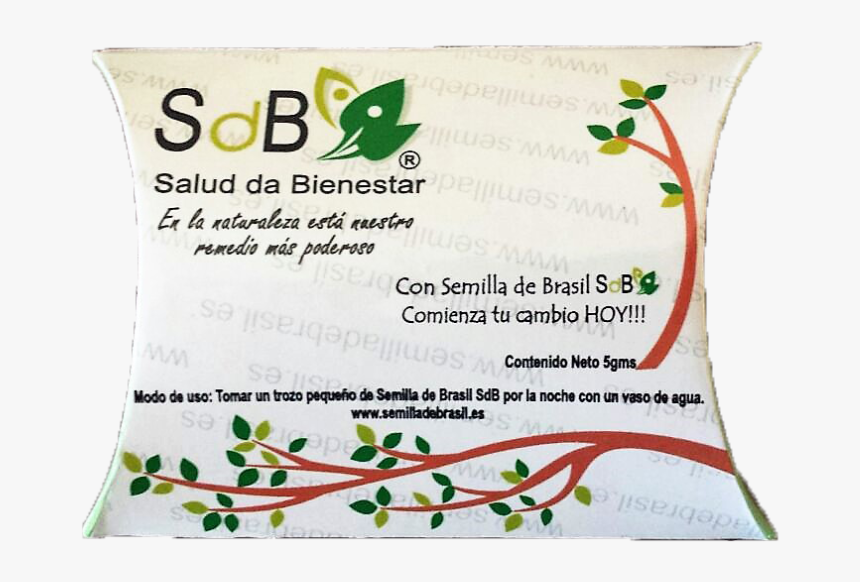 SdB
®
Salud da Bienestar
En la naturaleza está nuestro
remedio más poderoso
Con Semilla de Brasil SdB
Comienza tu cambio HOY!!!
Contenido Neto 5gms
Modo de uso: Tomar un trozo pequeño de Semilla de Brasil SdB por la noche con un vaso de agua.
www.semilladebrasil.es